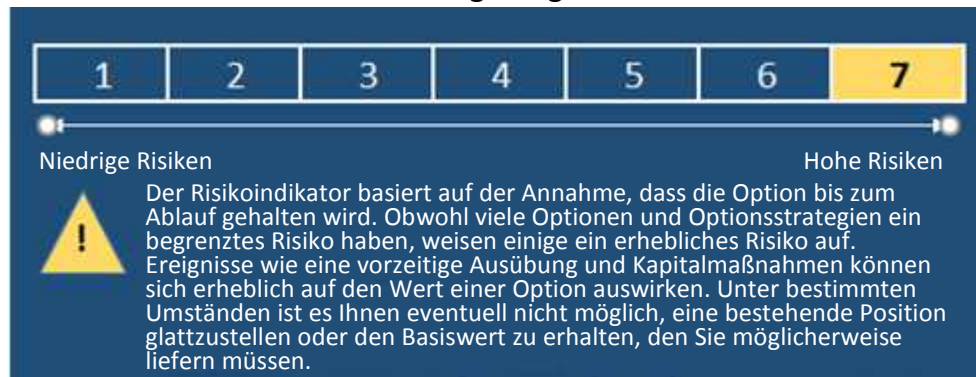 1 2 3 4 5 6 7
Niedrige Risiken Hohe Risiken
! Der Risikoindikator basiert auf der Annahme, dass die Option bis zum
Ablauf gehalten wird. Obwohl viele Optionen und Optionsstrategien ein
begrenztes Risiko haben, weisen einige ein erhebliches Risiko auf.
Ereignisse wie eine vorzeitige Ausübung und Kapitalmaßnahmen können
sich erheblich auf den Wert einer Option auswirken. Unter bestimmten
Umständen ist es Ihnen eventuell nicht möglich, eine bestehende Position
glattzustellen oder den Basiswert zu erhalten, den Sie möglicherweise
liefern müssen.